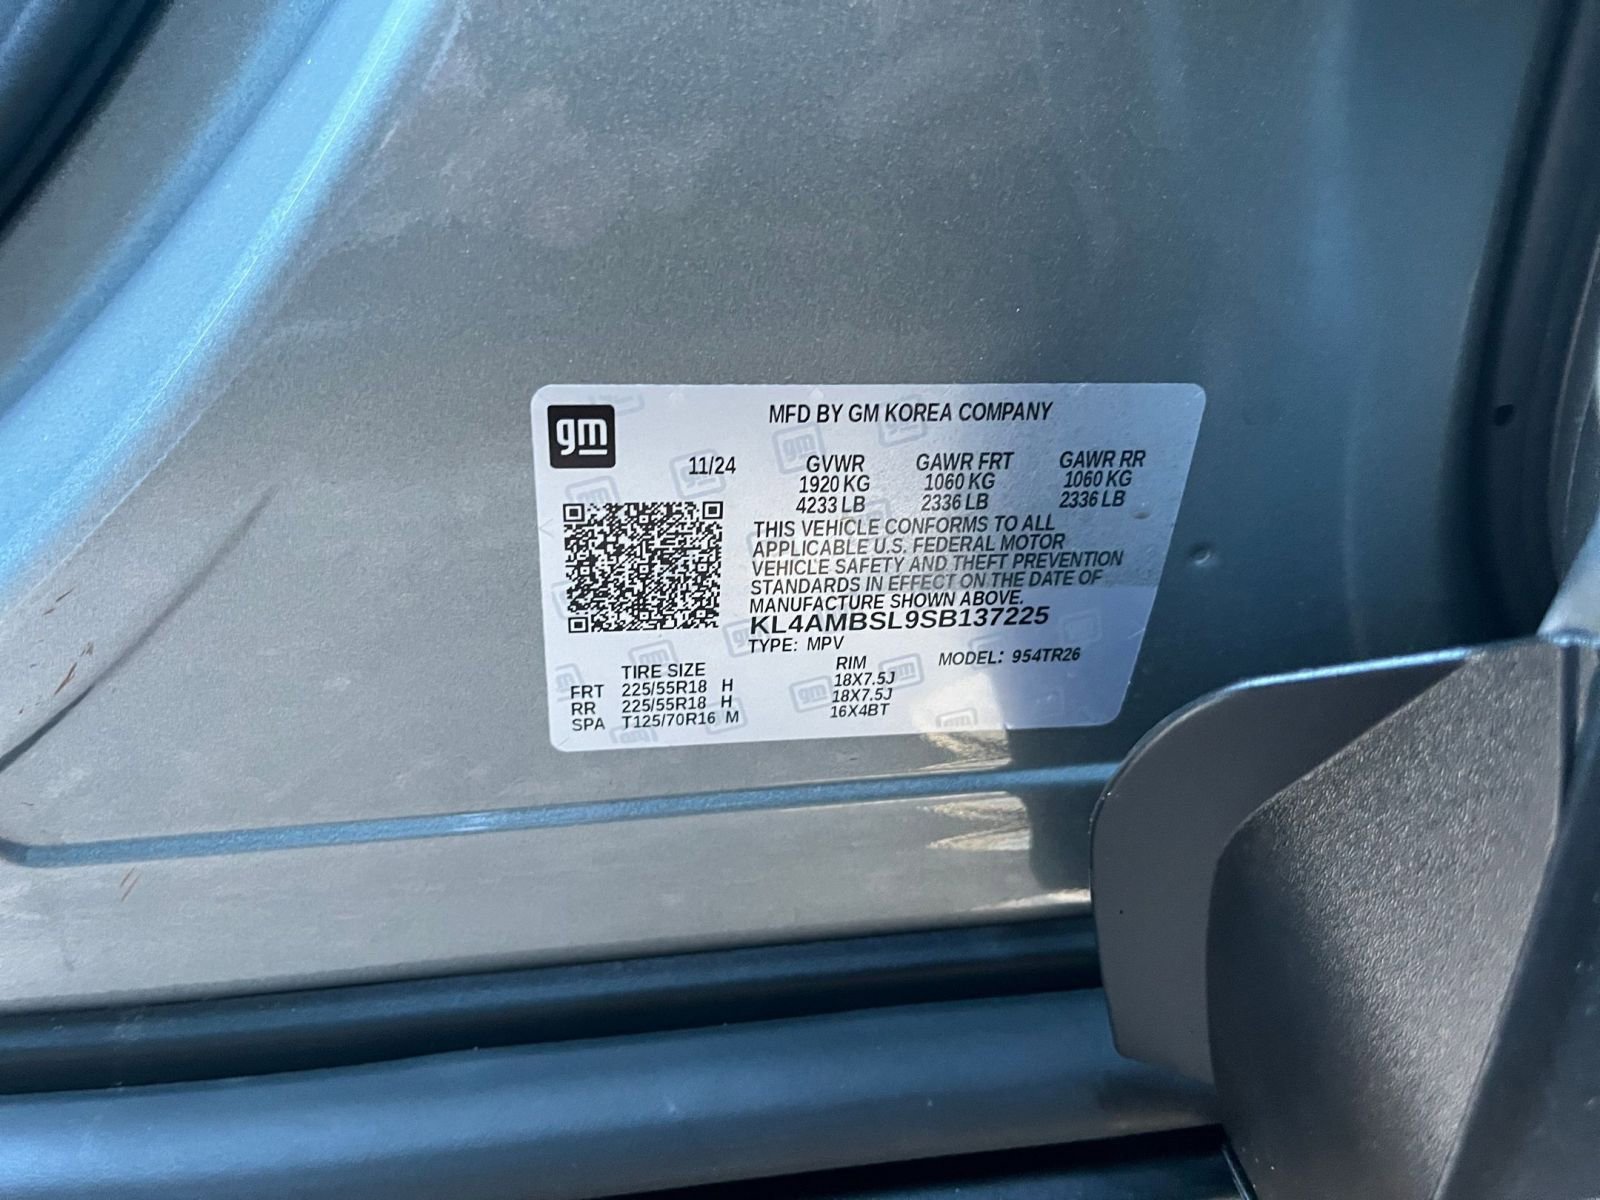 gm
MFD BY GM KOREA COMPANY
11/24 GVWR GAWR FRT GAWR RR
1920 KG 1060 KG 1060 KG
4233 LB 2336 LB 2336 LB
THIS VEHICLE CONFORMS TO ALL
APPLICABLE U.S. FEDERAL MOTOR
VEHICLE SAFETY AND THEFT PREVENTION
STANDARDS IN EFFECT ON THE DATE OF
MANUFACTURE SHOWN ABOVE.
KL4AMBSL9SB137225
TYPE: MPV
TIRE SIZE RIM MODEL: 954TR26
FRT 225/55R18 H 18X7.5J
RR 225/55R18 H 18X7.5J
SPA T125/70R16 M 16X4BT